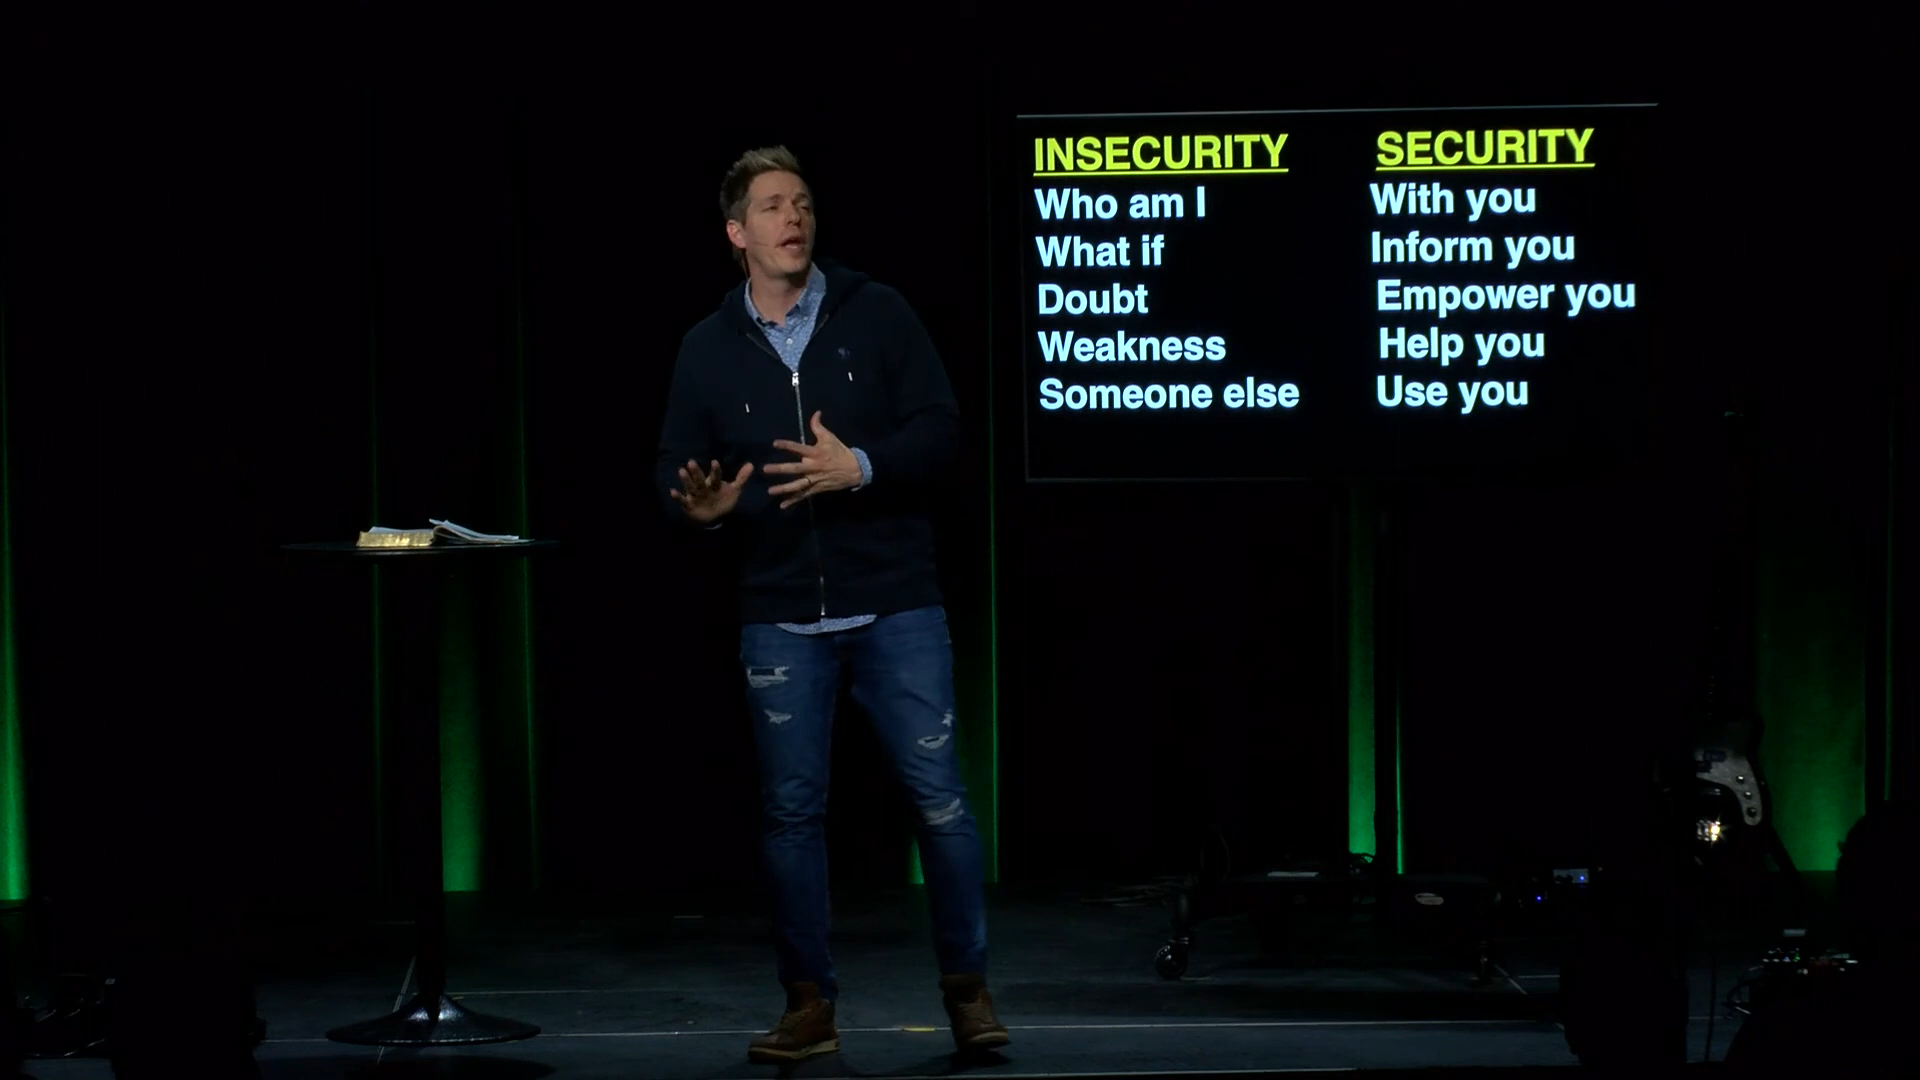 INSECURITY SECURITY
Who am I With you
What if Inform you
Doubt Empower you
Weakness Help you
Someone else Use you